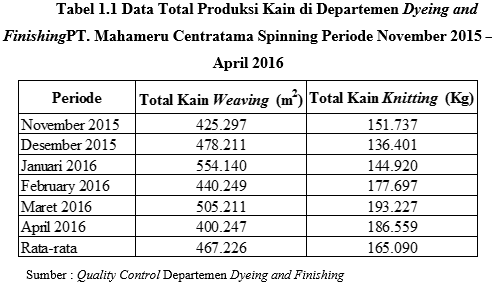 Tabel 1.1 Data Total Produksi Kain di Departemen Dyeing and
FinishingPT. Mahameru Centratama Spinning Periode November 2015 –
April 2016
Periode Total Kain Weaving (m²) Total Kain Knitting (Kg)
November 2015 425.297 151.737
Desember 2015 478.211 136.401
Januari 2016 554.140 144.920
February 2016 440.249 177.697
Maret 2016 505.211 193.227
April 2016 400.247 186.559
Rata-rata 467.226 165.090
Sumber : Quality Control Departemen Dyeing and Finishing